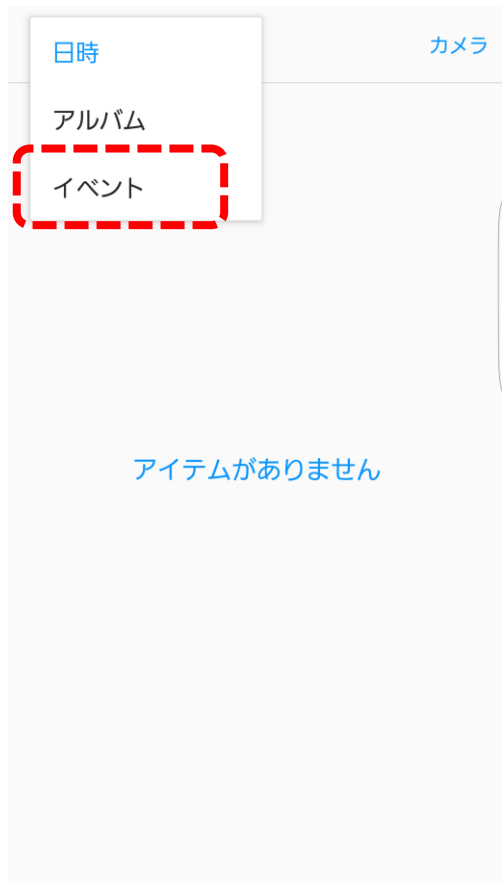 日時
カメラ
アルバム
イベント
アイテムがありません